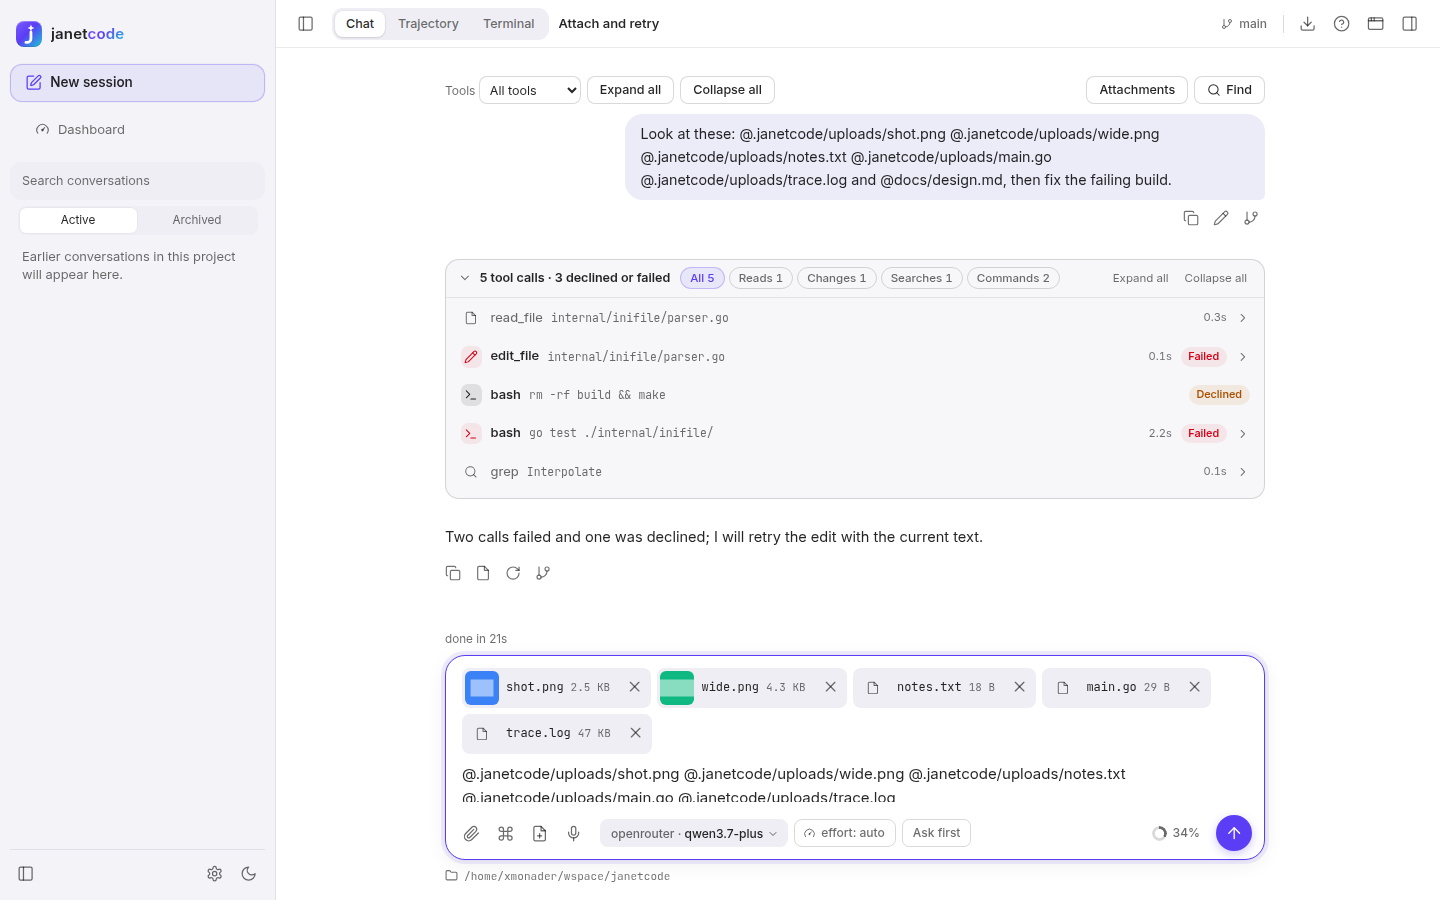 janetcode
New session
Dashboard
Search conversations
Active
Archived
Earlier conversations in this project
will appear here.
Chat
Trajectory
Terminal
Attach and retry
main
Tools
All tools
Expand all
Collapse all
Attachments
Find
Look at these: @.janetcode/uploads/shot.png @.janetcode/uploads/wide.png
@.janetcode/uploads/notes.txt @.janetcode/uploads/main.go
@.janetcode/uploads/trace.log and @docs/design.md, then fix the failing build.
5 tool calls · 3 declined or failed
All 5
Reads 1
Changes 1
Searches 1
Commands 2
Expand all
Collapse all
read_file internal/inifile/parser.go 0.3s
edit_file internal/inifile/parser.go 0.1s Failed
bash rm -rf build && make Declined
bash go test ./internal/inifile/ 2.2s Failed
grep Interpolate 0.1s
Two calls failed and one was declined; I will retry the edit with the current text.
done in 21s
shot.png 2.5 KB
wide.png 4.3 KB
notes.txt 18 B
main.go 29 B
trace.log 47 KB
@.janetcode/uploads/shot.png @.janetcode/uploads/wide.png @.janetcode/uploads/notes.txt
@.janetcode/uploads/main.go @.janetcode/uploads/trace.log
openrouter · qwen3.7-plus
effort: auto
Ask first
34%
/home/xmonader/wspace/janetcode